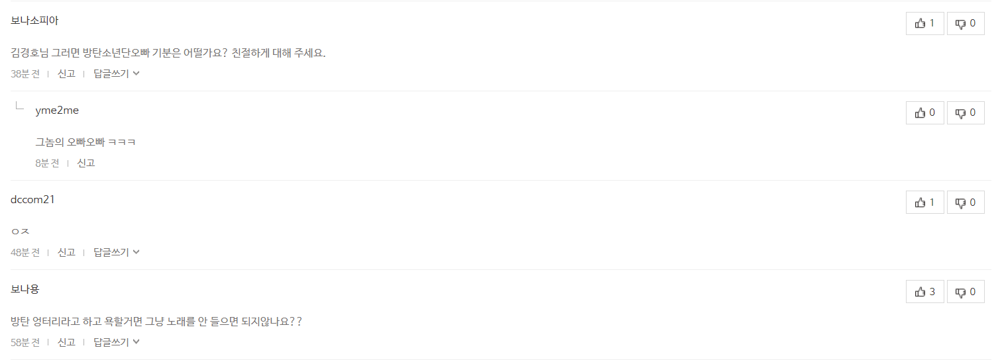 보나소피아 1 0
김경호님 그러면 방탄소년단오빠 기분은 어떨가요? 친절하게 대해 주세요.
38분 전 신고 답글쓰기
yme2me 0 0
그놈의 오빠오빠 ㅋㅋㅋ
8분 전 신고
dccom21 1 0
ㅇㅈ
48분 전 신고 답글쓰기
보나용 3 0
방탄 엉터리라고 하고 욕할거면 그냥 노래를 안 들으면 되지않나요??
58분 전 신고 답글쓰기